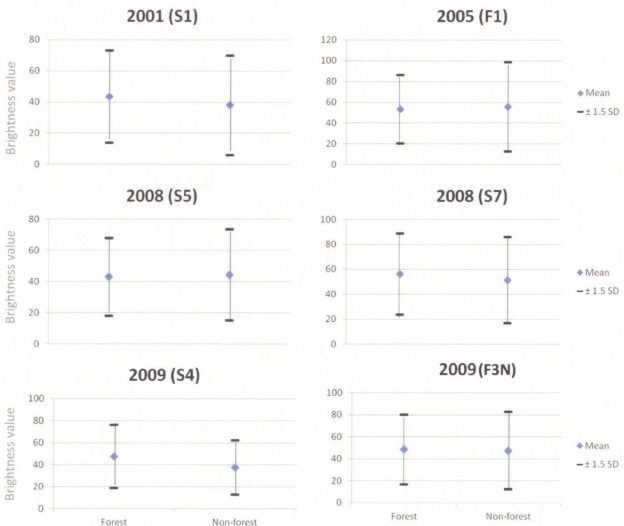 2001 (S1)
80
60
40
20
0
Brightness value
2005 (F1)
120
100
80
60
40
20
0
Mean
± 1.5 SD
2008 (S5)
80
60
40
20
0
Brightness value
2008 (S7)
100
80
60
40
20
0
Mean
± 1.5 SD
2009 (S4)
100
80
60
40
20
0
Brightness value
Forest Non-forest
2009 (F3N)
100
80
60
40
20
0
Mean
± 1.5 SD
Forest Non-forest